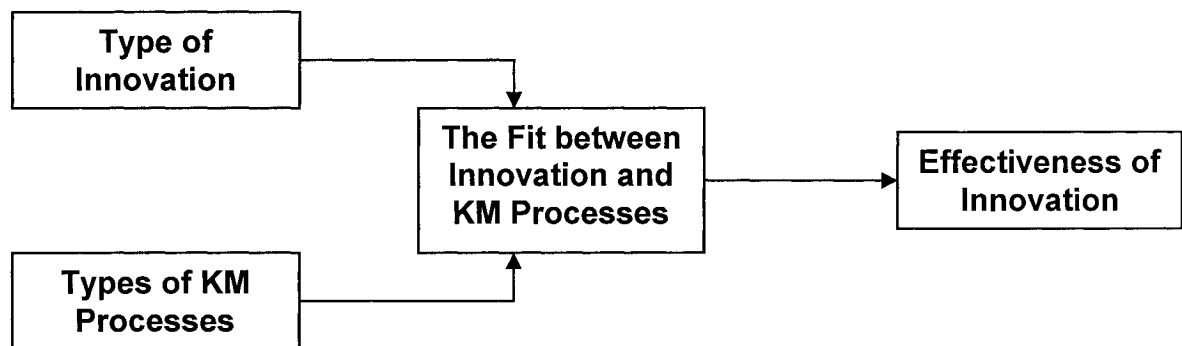 Type of
Innovation
The Fit between
Innovation and
KM Processes
Effectiveness of
Innovation
Types of KM
Processes